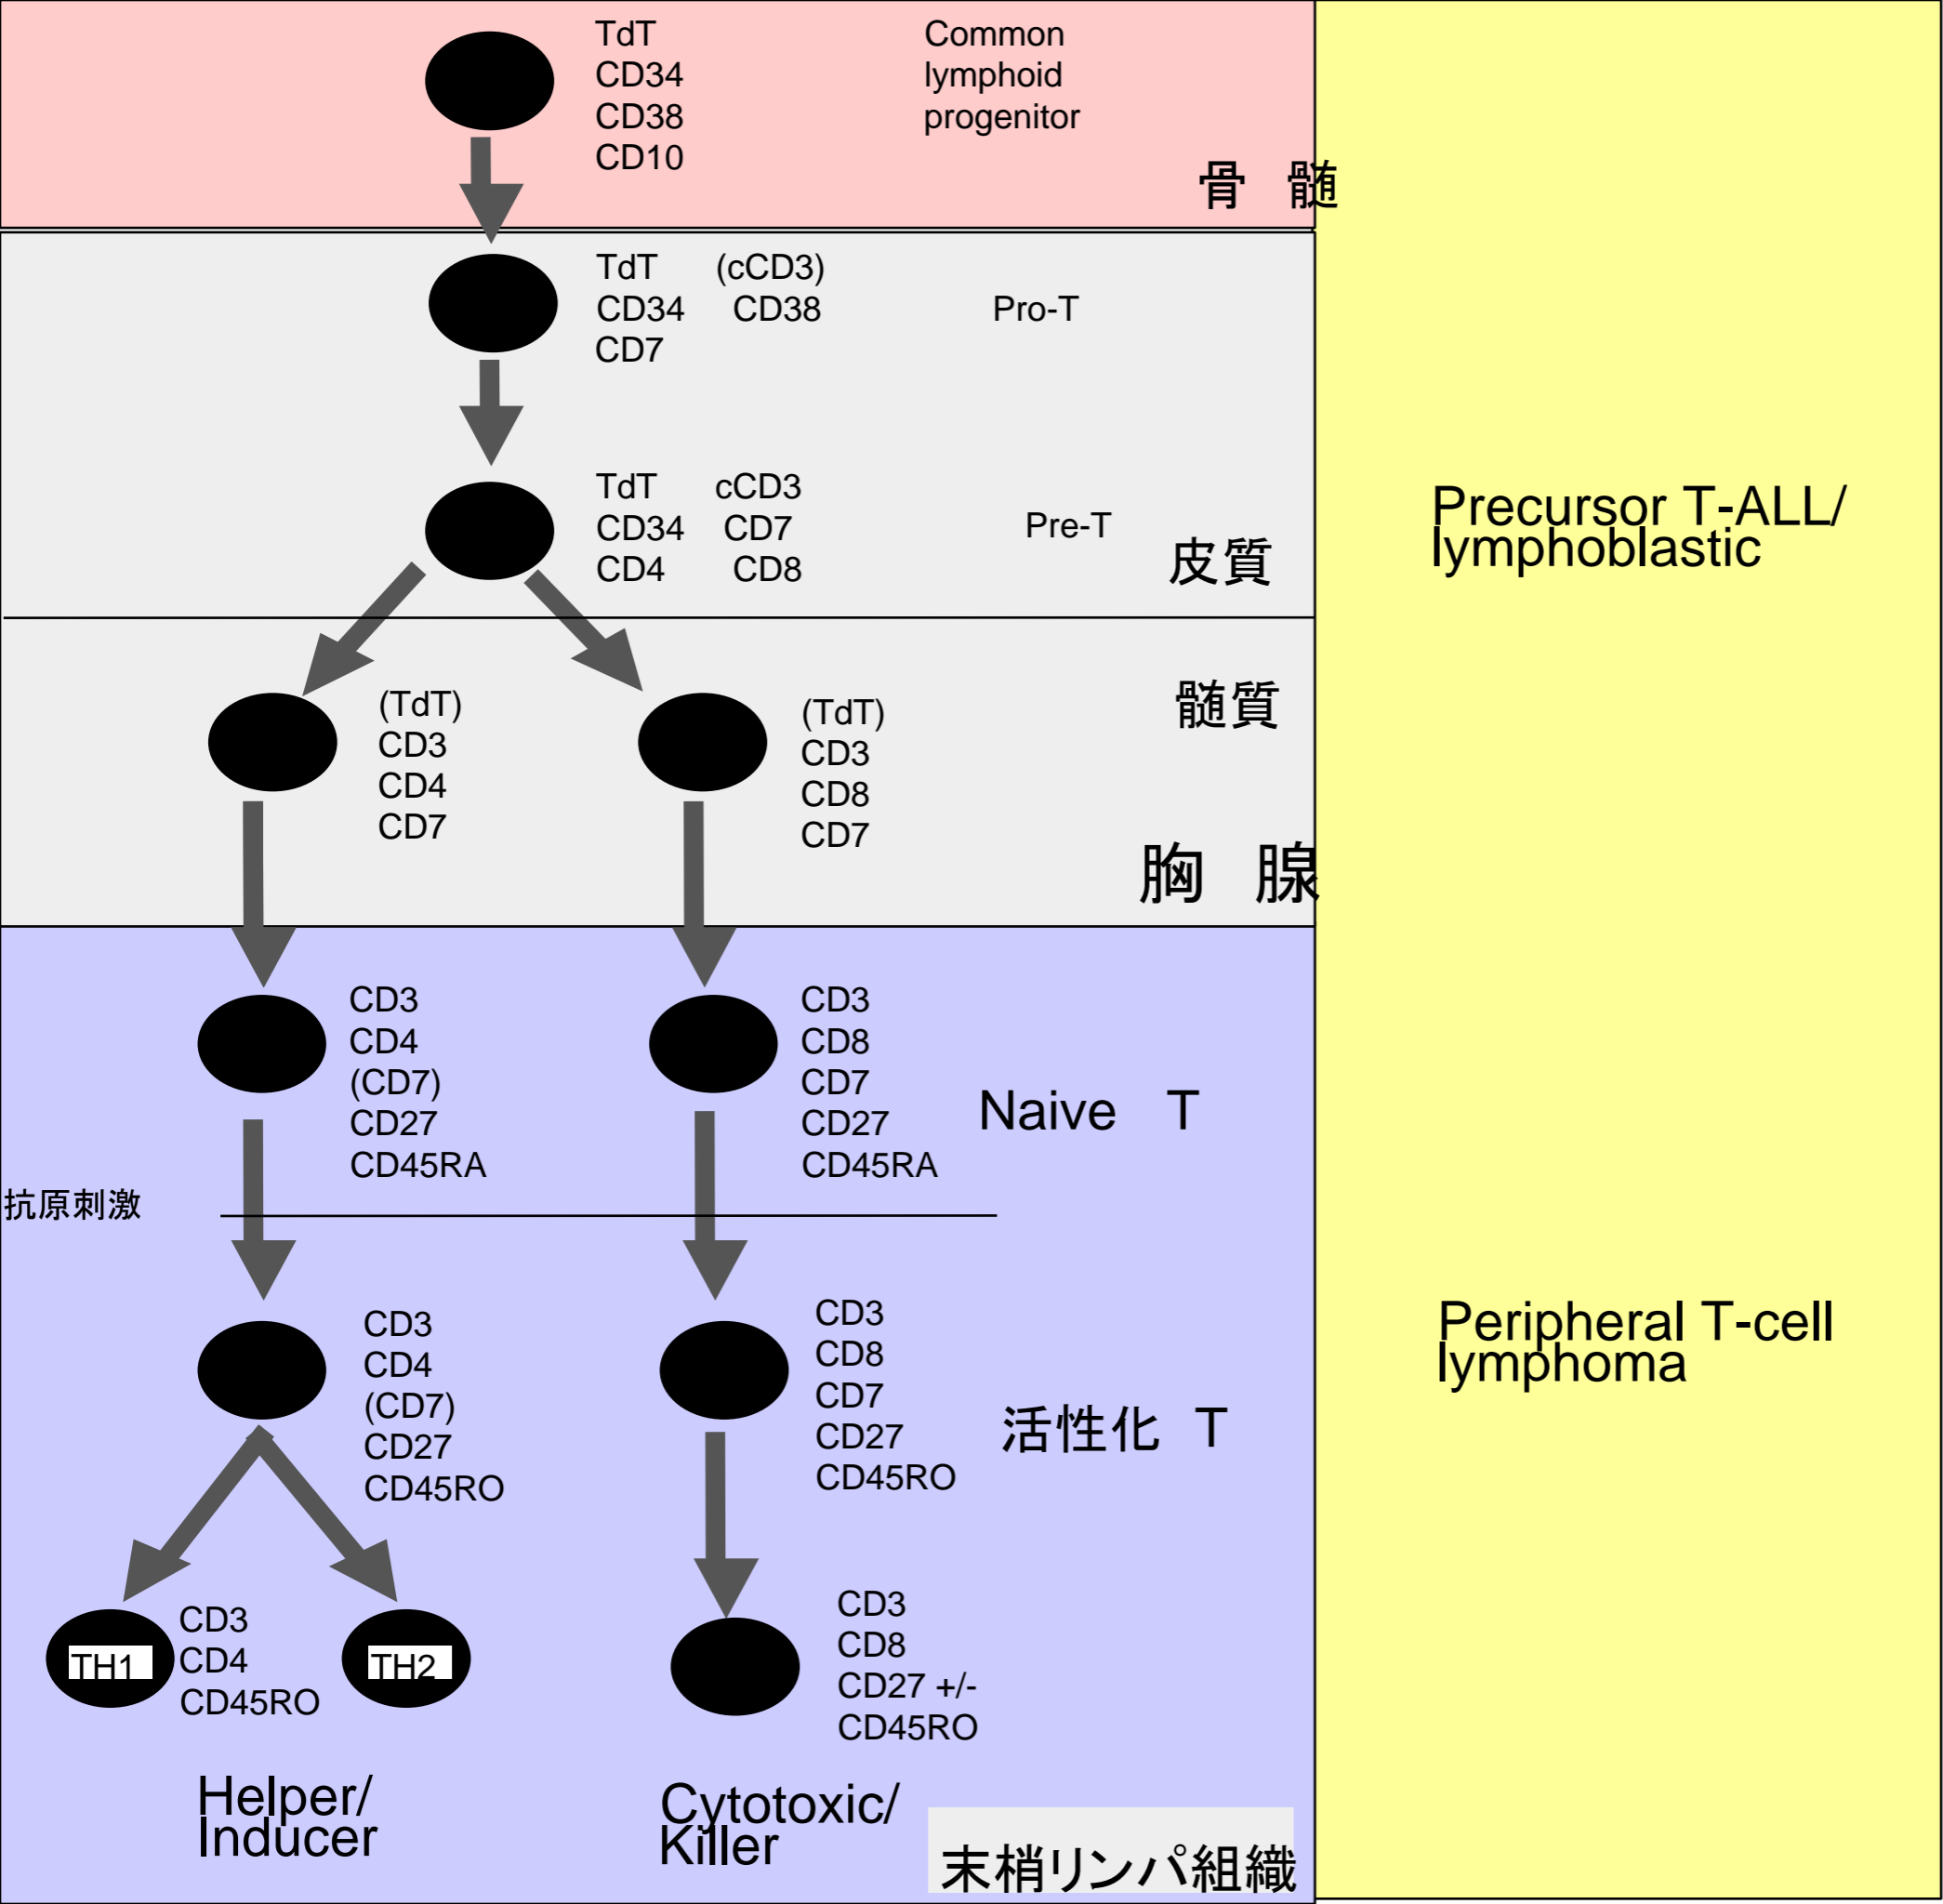 TdT
CD34
CD38
CD10
Common
lymphoid
progenitor
骨 髄
TdT (cCD3)
CD34 CD38
CD7
Pro-T
TdT cCD3
CD34 CD7
CD4 CD8
Pre-T
皮質
Precursor T-ALL/
lymphoblastic
髄質
(TdT)
CD3
CD4
CD7
(TdT)
CD3
CD8
CD7
胸 腺
CD3
CD4
(CD7)
CD27
CD45RA
CD3
CD8
CD7
CD27
CD45RA
Naive T
抗原刺激
CD3
CD4
(CD7)
CD27
CD45RO
CD3
CD8
CD7
CD27
CD45RO
活性化 T
Peripheral T-cell
lymphoma
TH1
CD3
CD4
CD45RO
TH2
CD3
CD8
CD27 +/-
CD45RO
Helper/
Inducer
Cytotoxic/
Killer
末梢リンパ組織